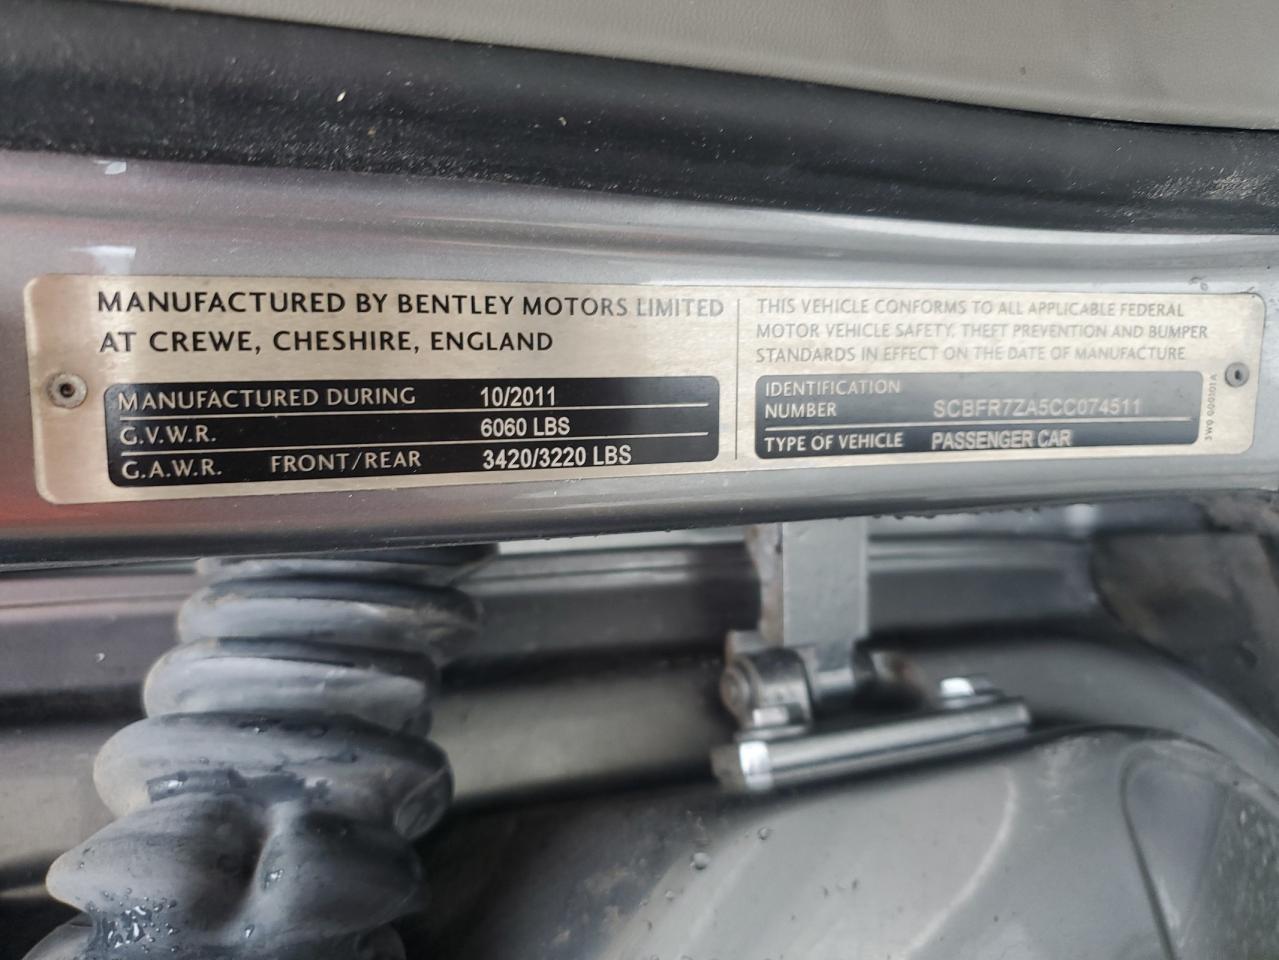 MANUFACTURED BY BENTLEY MOTORS LIMITED
AT CREWE, CHESHIRE, ENGLAND
MANUFACTURED DURING 10/2011
G.V.W.R. 6060 LBS
G.A.W.R. FRONT/REAR 3420/3220 LBS
THIS VEHICLE CONFORMS TO ALL APPLICABLE FEDERAL
MOTOR VEHICLE SAFETY, THEFT PREVENTION AND BUMPER
STANDARDS IN EFFECT ON THE DATE OF MANUFACTURE
IDENTIFICATION
NUMBER SCBFR7ZA5CC074511
TYPE OF VEHICLE PASSENGER CAR